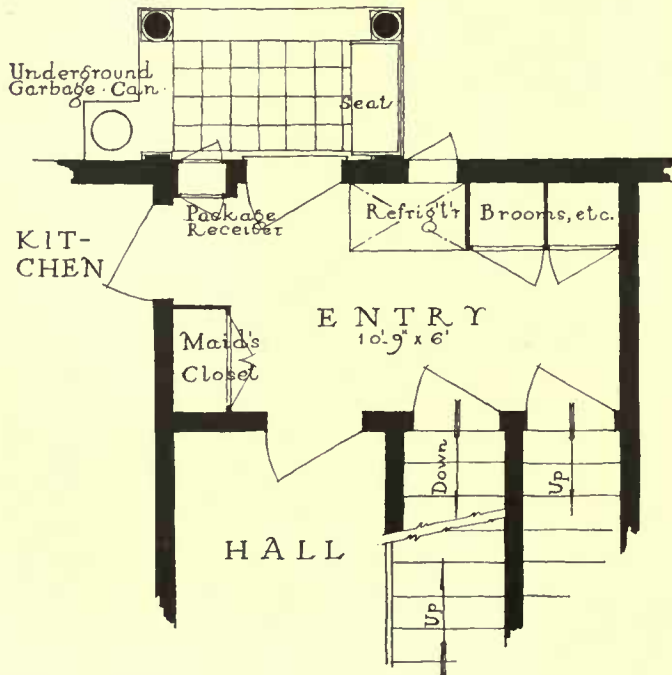 Underground
Garbage·Can
Seat
Package
Receiver
Refrig't'r
Brooms, etc.
KIT-
CHEN
ENTRY
10'-9" x 6'
Maid's
Closet
Down
Up
HALL
Up